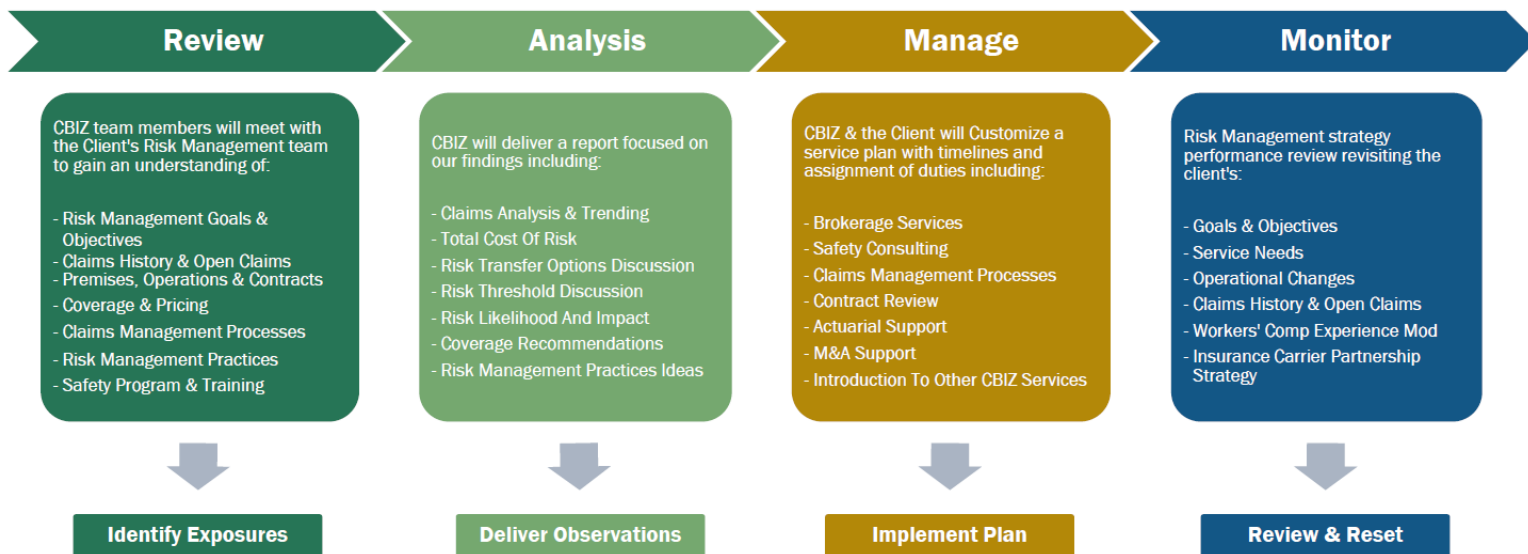 Review
Analysis
Manage
Monitor
CBIZ team members will meet with
the Client's Risk Management team
to gain an understanding of:
- Risk Management Goals &
Objectives
- Claims History & Open Claims
- Premises, Operations & Contracts
- Coverage & Pricing
- Claims Management Processes
- Risk Management Practices
- Safety Program & Training
CBIZ will deliver a report focused on
our findings including:
- Claims Analysis & Trending
- Total Cost Of Risk
- Risk Transfer Options Discussion
- Risk Threshold Discussion
- Risk Likelihood And Impact
- Coverage Recommendations
- Risk Management Practices Ideas
CBIZ & the Client will Customize a
service plan with timelines and
assignment of duties including:
- Brokerage Services
- Safety Consulting
- Claims Management Processes
- Contract Review
- Actuarial Support
- M&A Support
- Introduction To Other CBIZ Services
Risk Management strategy
performance review revisiting the
client's:
- Goals & Objectives
- Service Needs
- Operational Changes
- Claims History & Open Claims
- Workers' Comp Experience Mod
- Insurance Carrier Partnership
Strategy
Identify Exposures
Deliver Observations
Implement Plan
Review & Reset